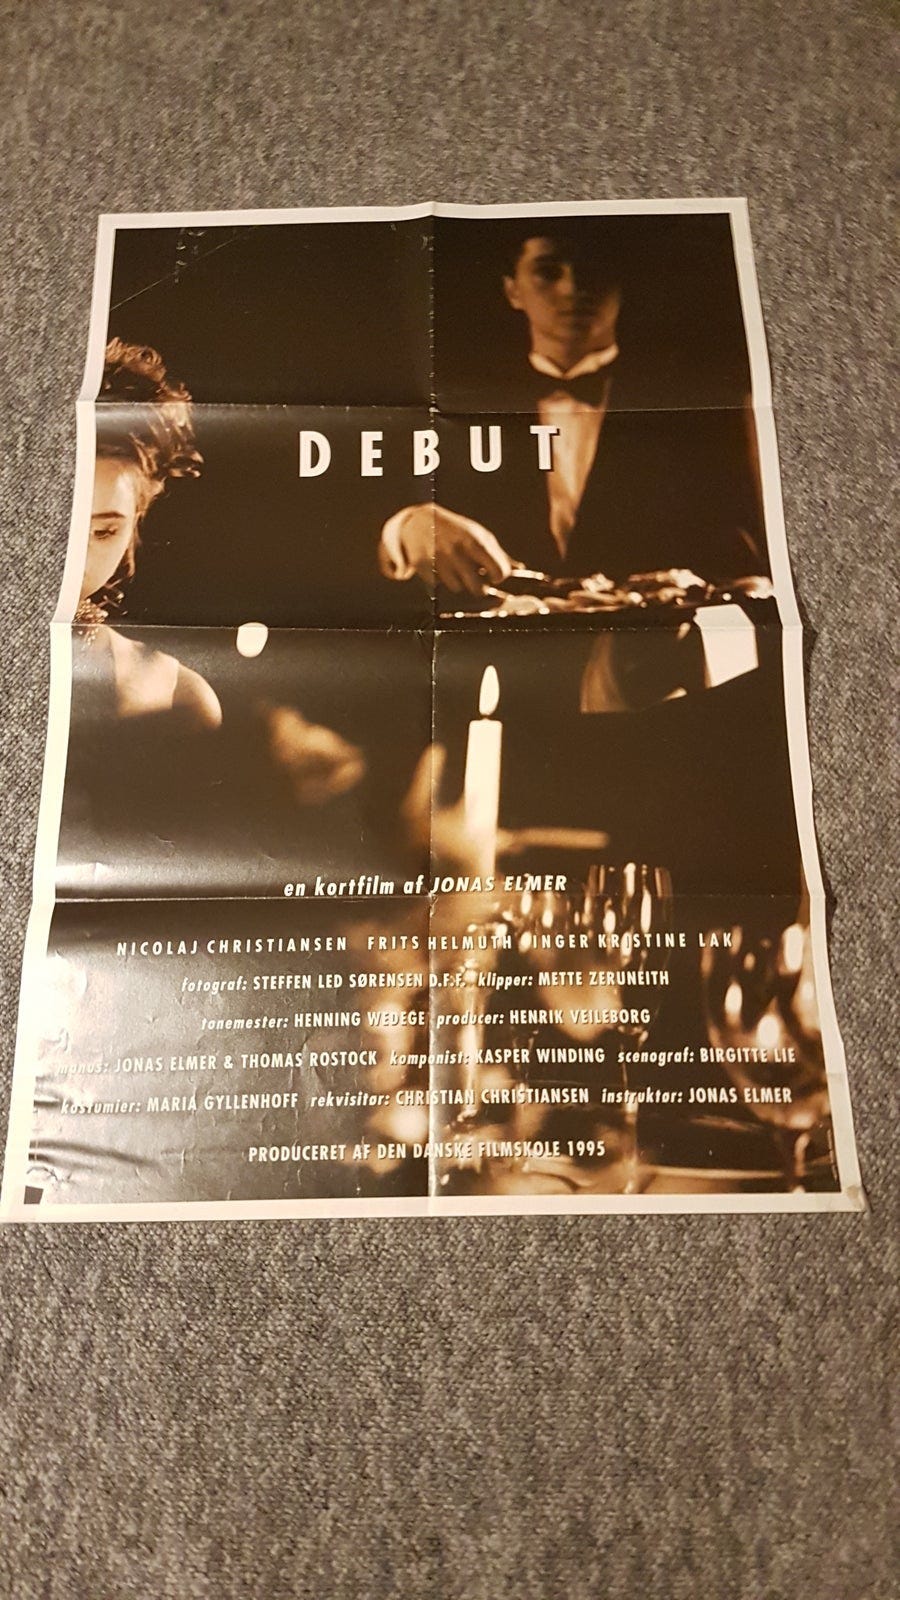 DEBUT
en kortfilm af JONAS ELMER
NICOLAJ CHRISTIANSEN FRITS HELMUTH INGER KRISTINE LAK
fotograf: STEFFEN LED SØRENSEN D.F.F. klipper: METTE ZERUNEITH
tonemester: HENNING WEDEGE producer: HENRIK VEILEBORG
manus: JONAS ELMER & THOMAS ROSTOCK komponist: KASPER WINDING scenograf: BIRGITTE LIE
kostumier: MARIA GYLLENHOFF rekvisitør: CHRISTIAN CHRISTIANSEN instruktør: JONAS ELMER
PRODUCERET AF DEN DANSKE FILMSKOLE 1995